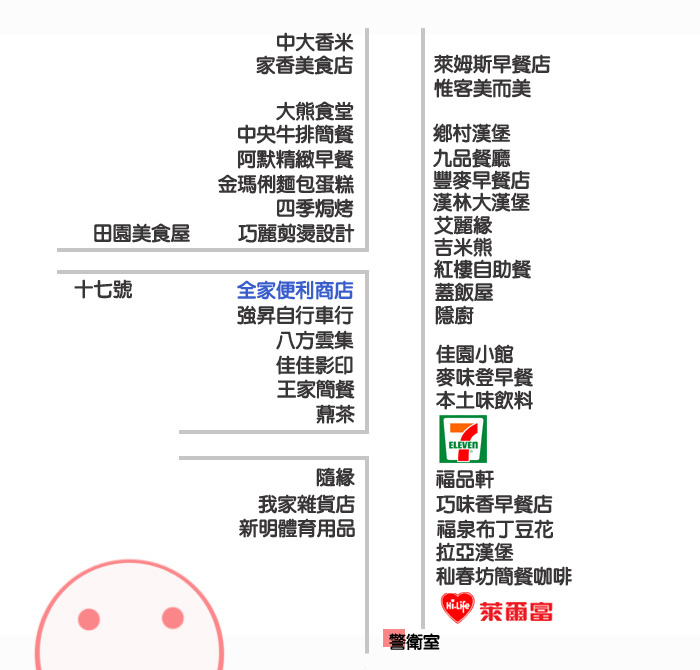 中大香米
家香美食店
大熊食堂
中央牛排簡餐
阿默精緻早餐
金瑪俐麵包蛋糕
四季焗烤
田園美食屋
巧麗剪燙設計
十七號
全家便利商店
強昇自行車行
八方雲集
佳佳影印
王家簡餐
薡茶
隨緣
我家雜貨店
新明體育用品
萊姆斯早餐店
惟客美而美
鄉村漢堡
九品餐廳
豐麥早餐店
漢林大漢堡
艾麗緣
吉米熊
紅樓自助餐
蓋飯屋
隱廚
佳園小館
麥味登早餐
本土味飲料
7
ELEVEn
福品軒
巧味香早餐店
福泉布丁豆花
拉亞漢堡
秈春坊簡餐咖啡
Hi-Life
萊爾富
警衛室